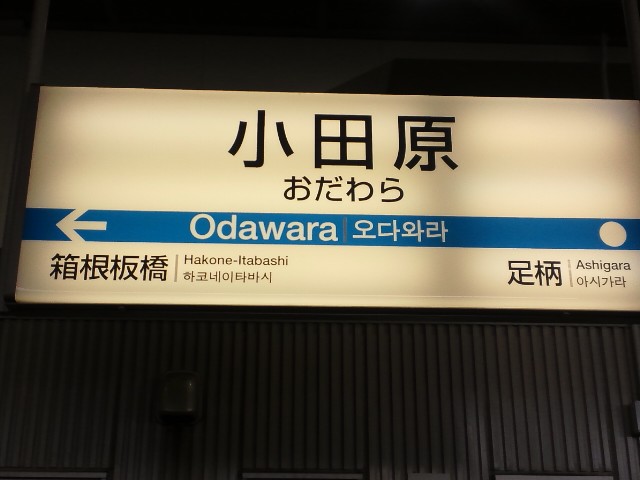 小田原
おだわら
Odawara 오다와라
箱根板橋 Hakone-Itabashi
하코네이타바시
足柄 Ashigara
아시가라